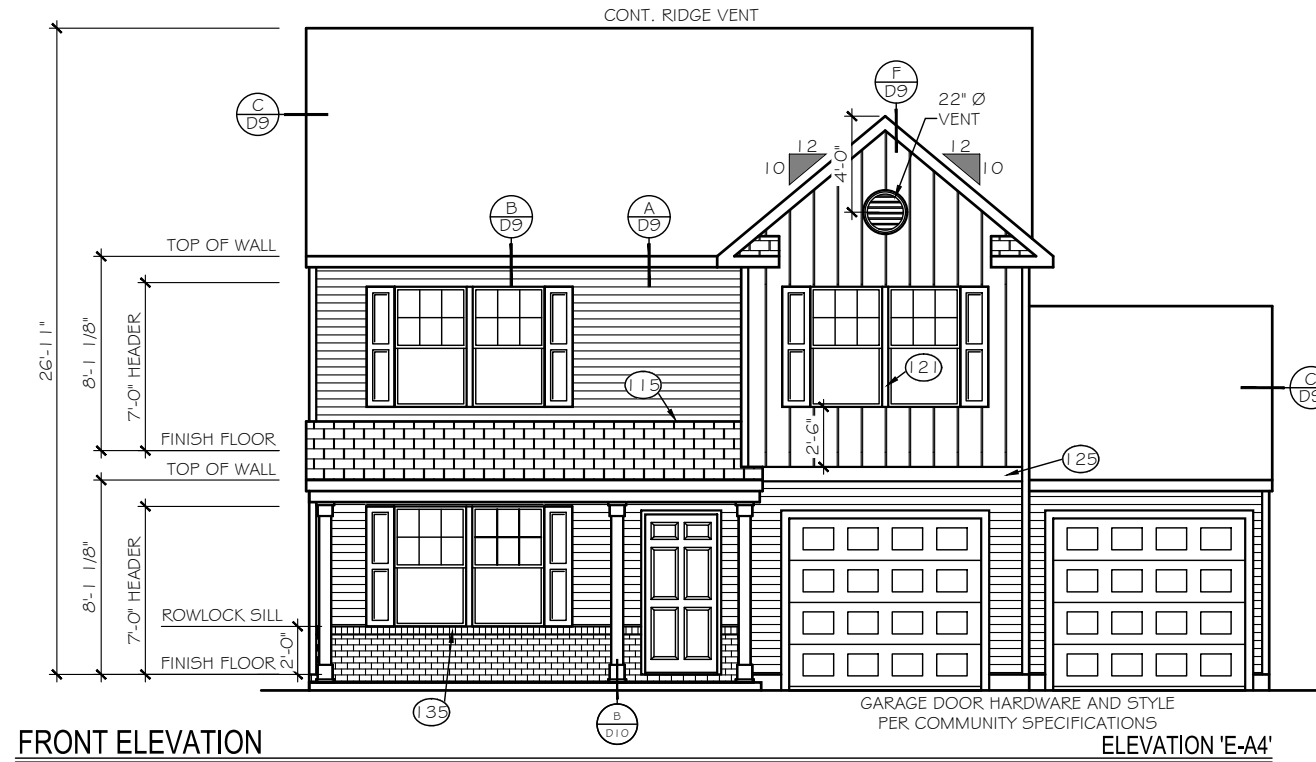 CONT. RIDGE VENT
F
D9
22" Ø
VENT
C
D9
12
10
12
10
4'-0"
B
D9
A
D9
TOP OF WALL
26'-11"
8'-1 1/8"
7'-0" HEADER
115
121
C
D9
2'-6"
FINISH FLOOR
TOP OF WALL
125
8'-1 1/8"
7'-0" HEADER
ROWLOCK SILL
2'-0"
FINISH FLOOR
135
B
D10
GARAGE DOOR HARDWARE AND STYLE
PER COMMUNITY SPECIFICATIONS
FRONT ELEVATION
ELEVATION 'E-A4'